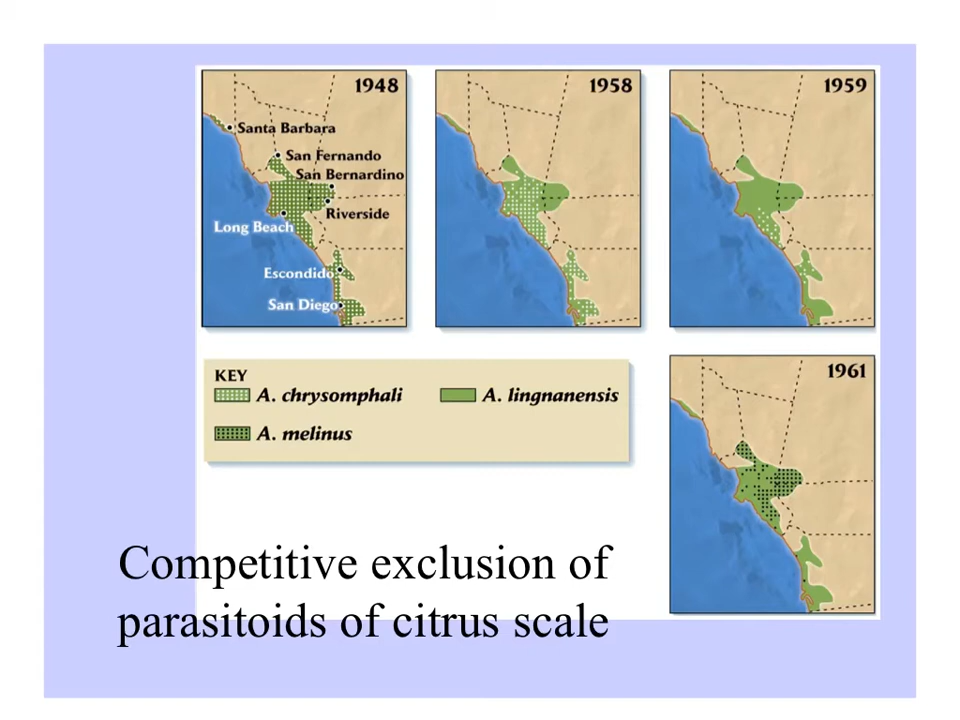 1948
Santa Barbara
San Fernando
San Bernardino
Riverside
Long Beach
Escondido
San Diego
1958
1959
KEY
A. chrysomphali
A. lingnanensis
A. melinus
1961
Competitive exclusion of
parasitoids of citrus scale